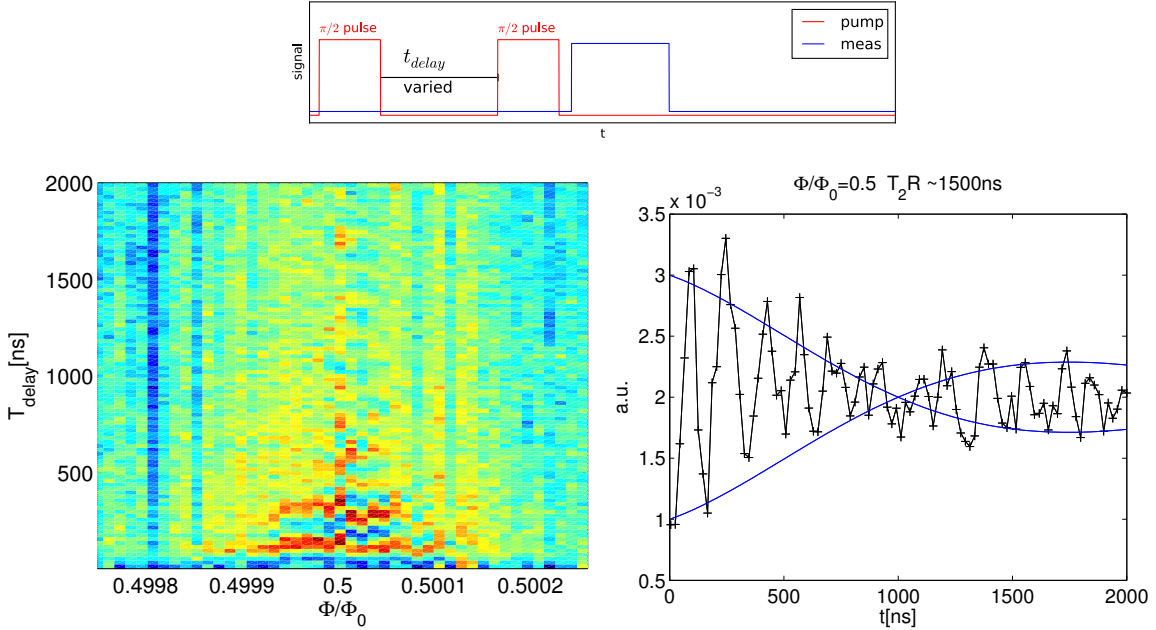 π/2 pulse
π/2 pulse
pump
meas
t_delay
varied
signal
t
2000
1500
1000
500
T_delay[ns]
0.4998
0.4999
0.5
0.5001
0.5002
Φ/Φ_0
Φ/Φ_0=0.5 T_2R ~1500ns
x 10^-3
3.5
3
2.5
2
1.5
1
0.5
a.u.
0
500
1000
1500
2000
t[ns]